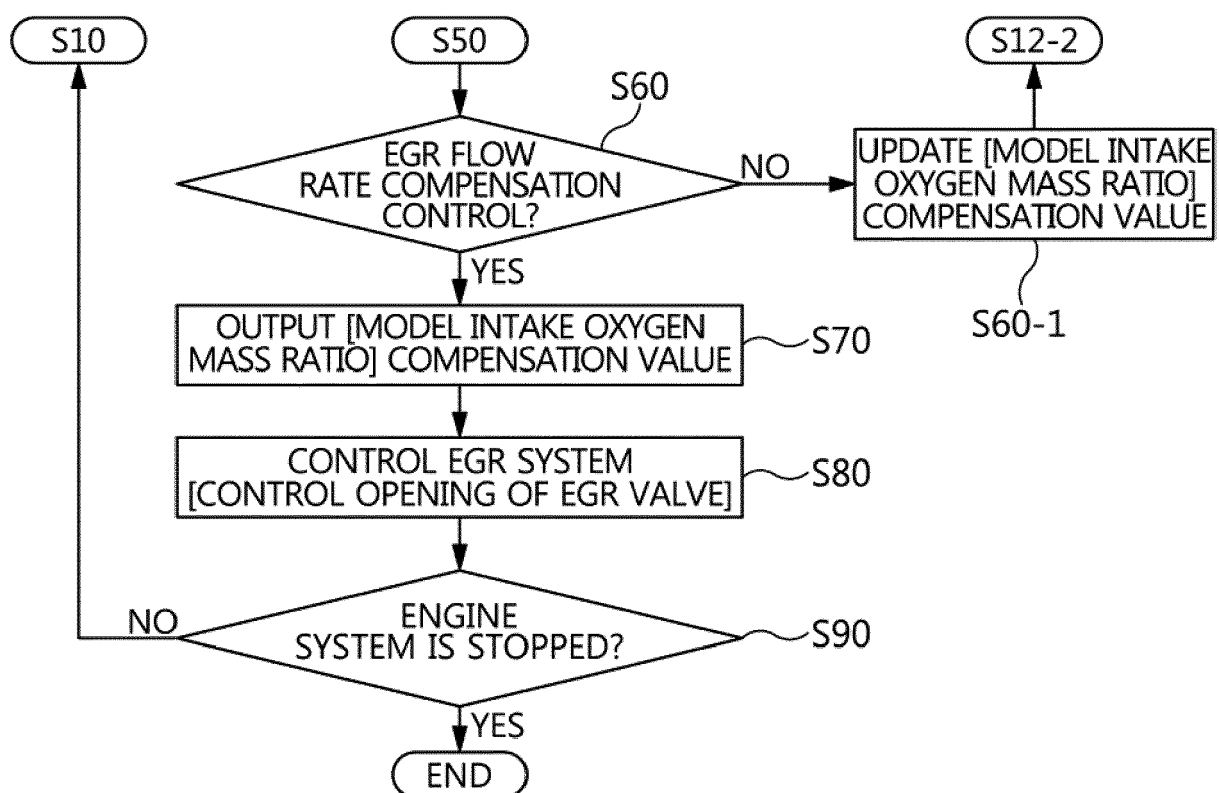 S10
S50
S12-2
S60
EGR FLOW
RATE COMPENSATION
CONTROL?
NO
UPDATE [MODEL INTAKE
OXYGEN MASS RATIO]
COMPENSATION VALUE
S60-1
YES
OUTPUT [MODEL INTAKE OXYGEN
MASS RATIO] COMPENSATION VALUE
S70
CONTROL EGR SYSTEM
[CONTROL OPENING OF EGR VALVE]
S80
NO
ENGINE
SYSTEM IS STOPPED?
S90
YES
END